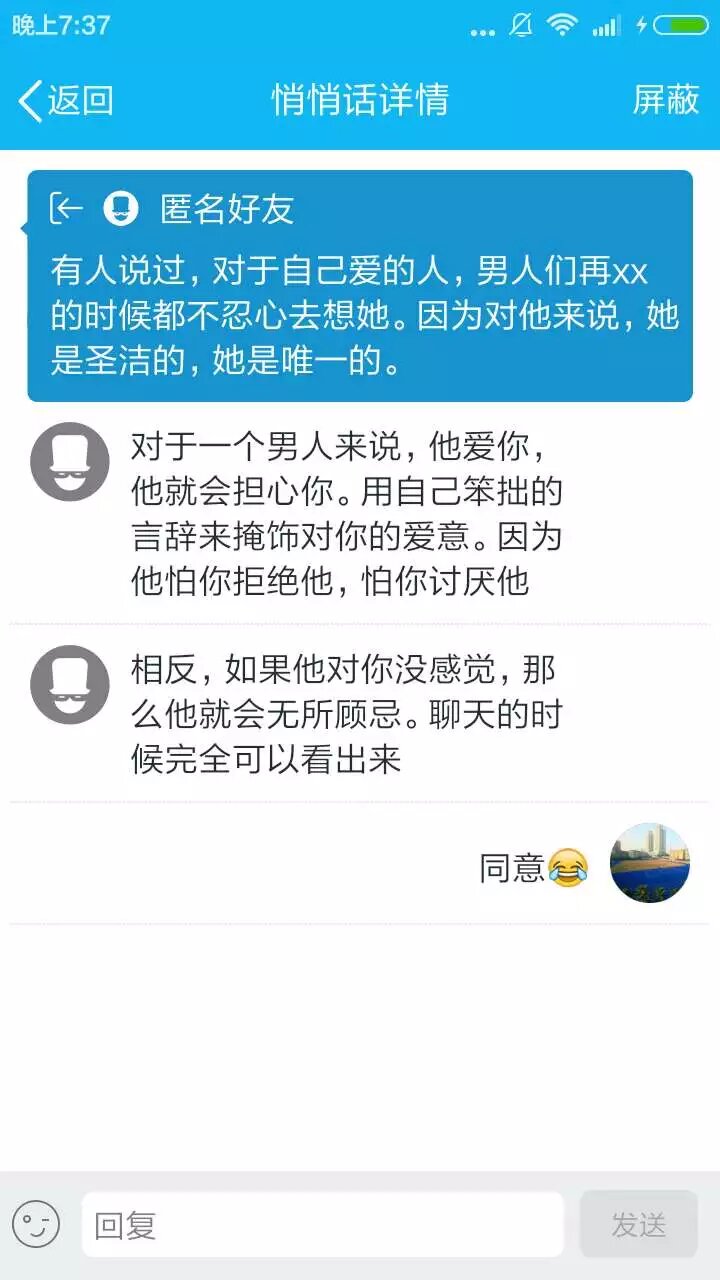 晚上7:37
返回
悄悄话详情
屏蔽
匿名好友
有人说过，对于自己爱的人，男人们再xx
的时候都不忍心去想她。因为对他来说，她
是圣洁的，她是唯一的。
对于一个男人来说，他爱你，
他就会担心你。用自己笨拙的
言辞来掩饰对你的爱意。因为
他怕你拒绝他，怕你讨厌他
相反，如果他对你没感觉，那
么他就会无所顾忌。聊天的时
候完全可以看出来
同意😂
回复
发送